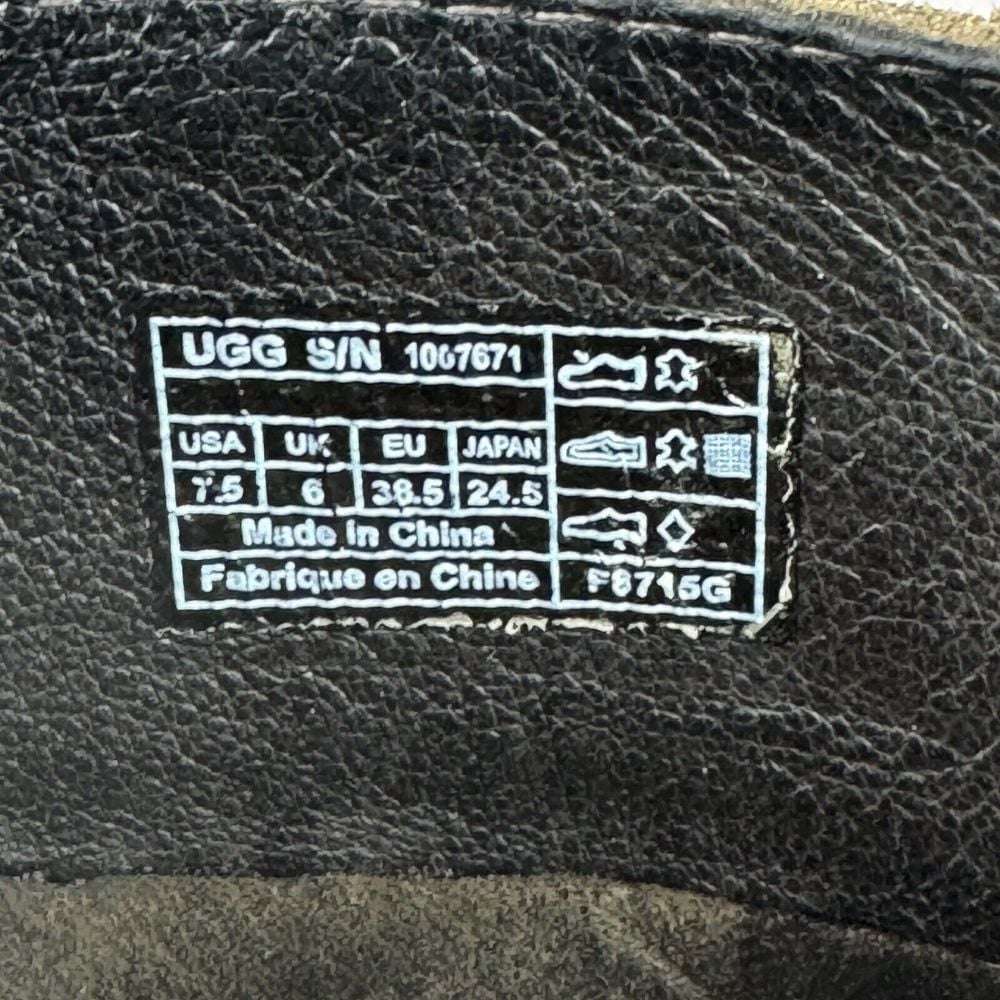 UGG S/N 1007671
USA UK EU JAPAN
7.5 6 38.5 24.5
Made in China
Fabrique en Chine
F8715G